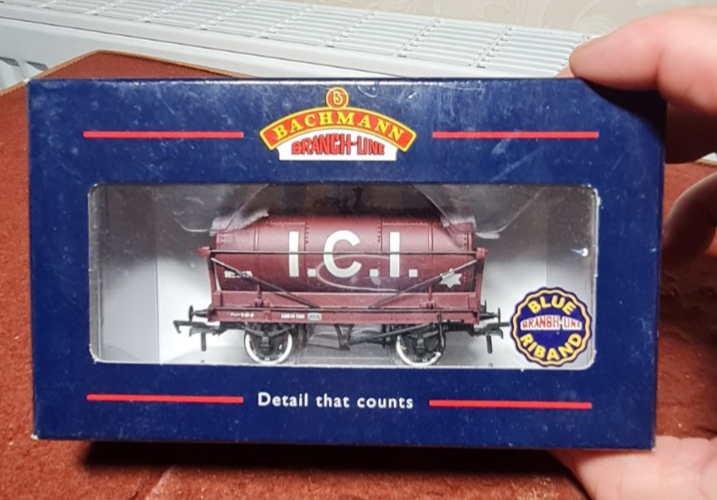 B
BACHMANN
BRANCH-LINE
I.C.I.
BLUE
BRANCH-LINE
RIBAND
Detail that counts